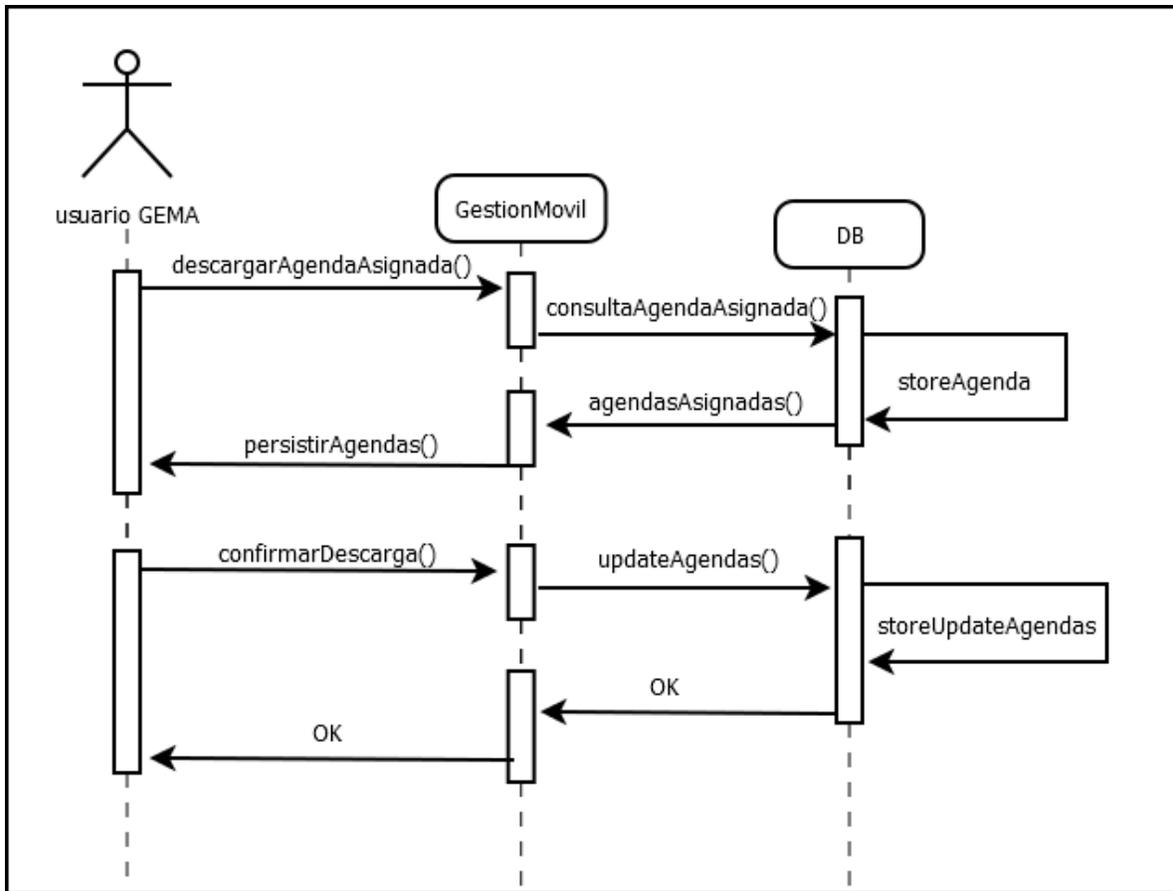 usuario GEMA
GestionMovil
DB
descargarAgendaAsignada()
consultaAgendaAsignada()
storeAgenda
agendasAsignadas()
persistirAgendas()
confirmarDescarga()
updateAgendas()
storeUpdateAgendas
OK
OK